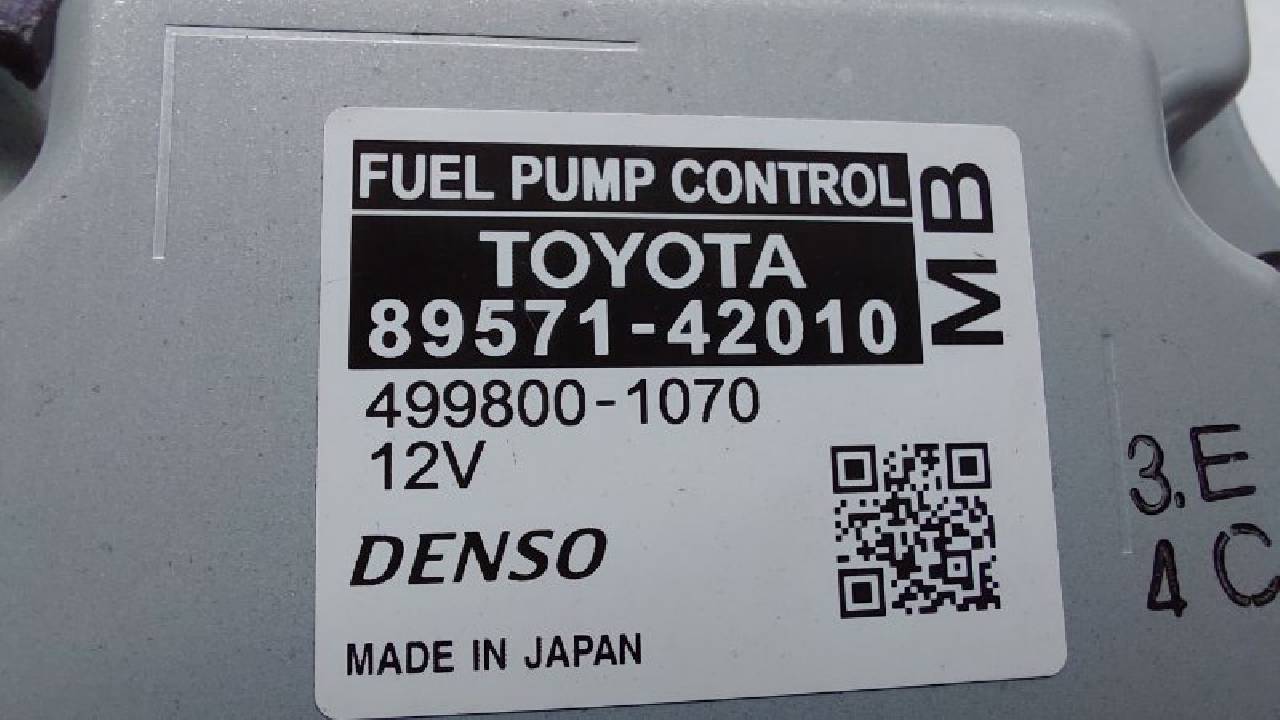 FUEL PUMP CONTROL
TOYOTA
89571-42010
MB
499800-1070
12V
DENSO
MADE IN JAPAN
3.E
4C